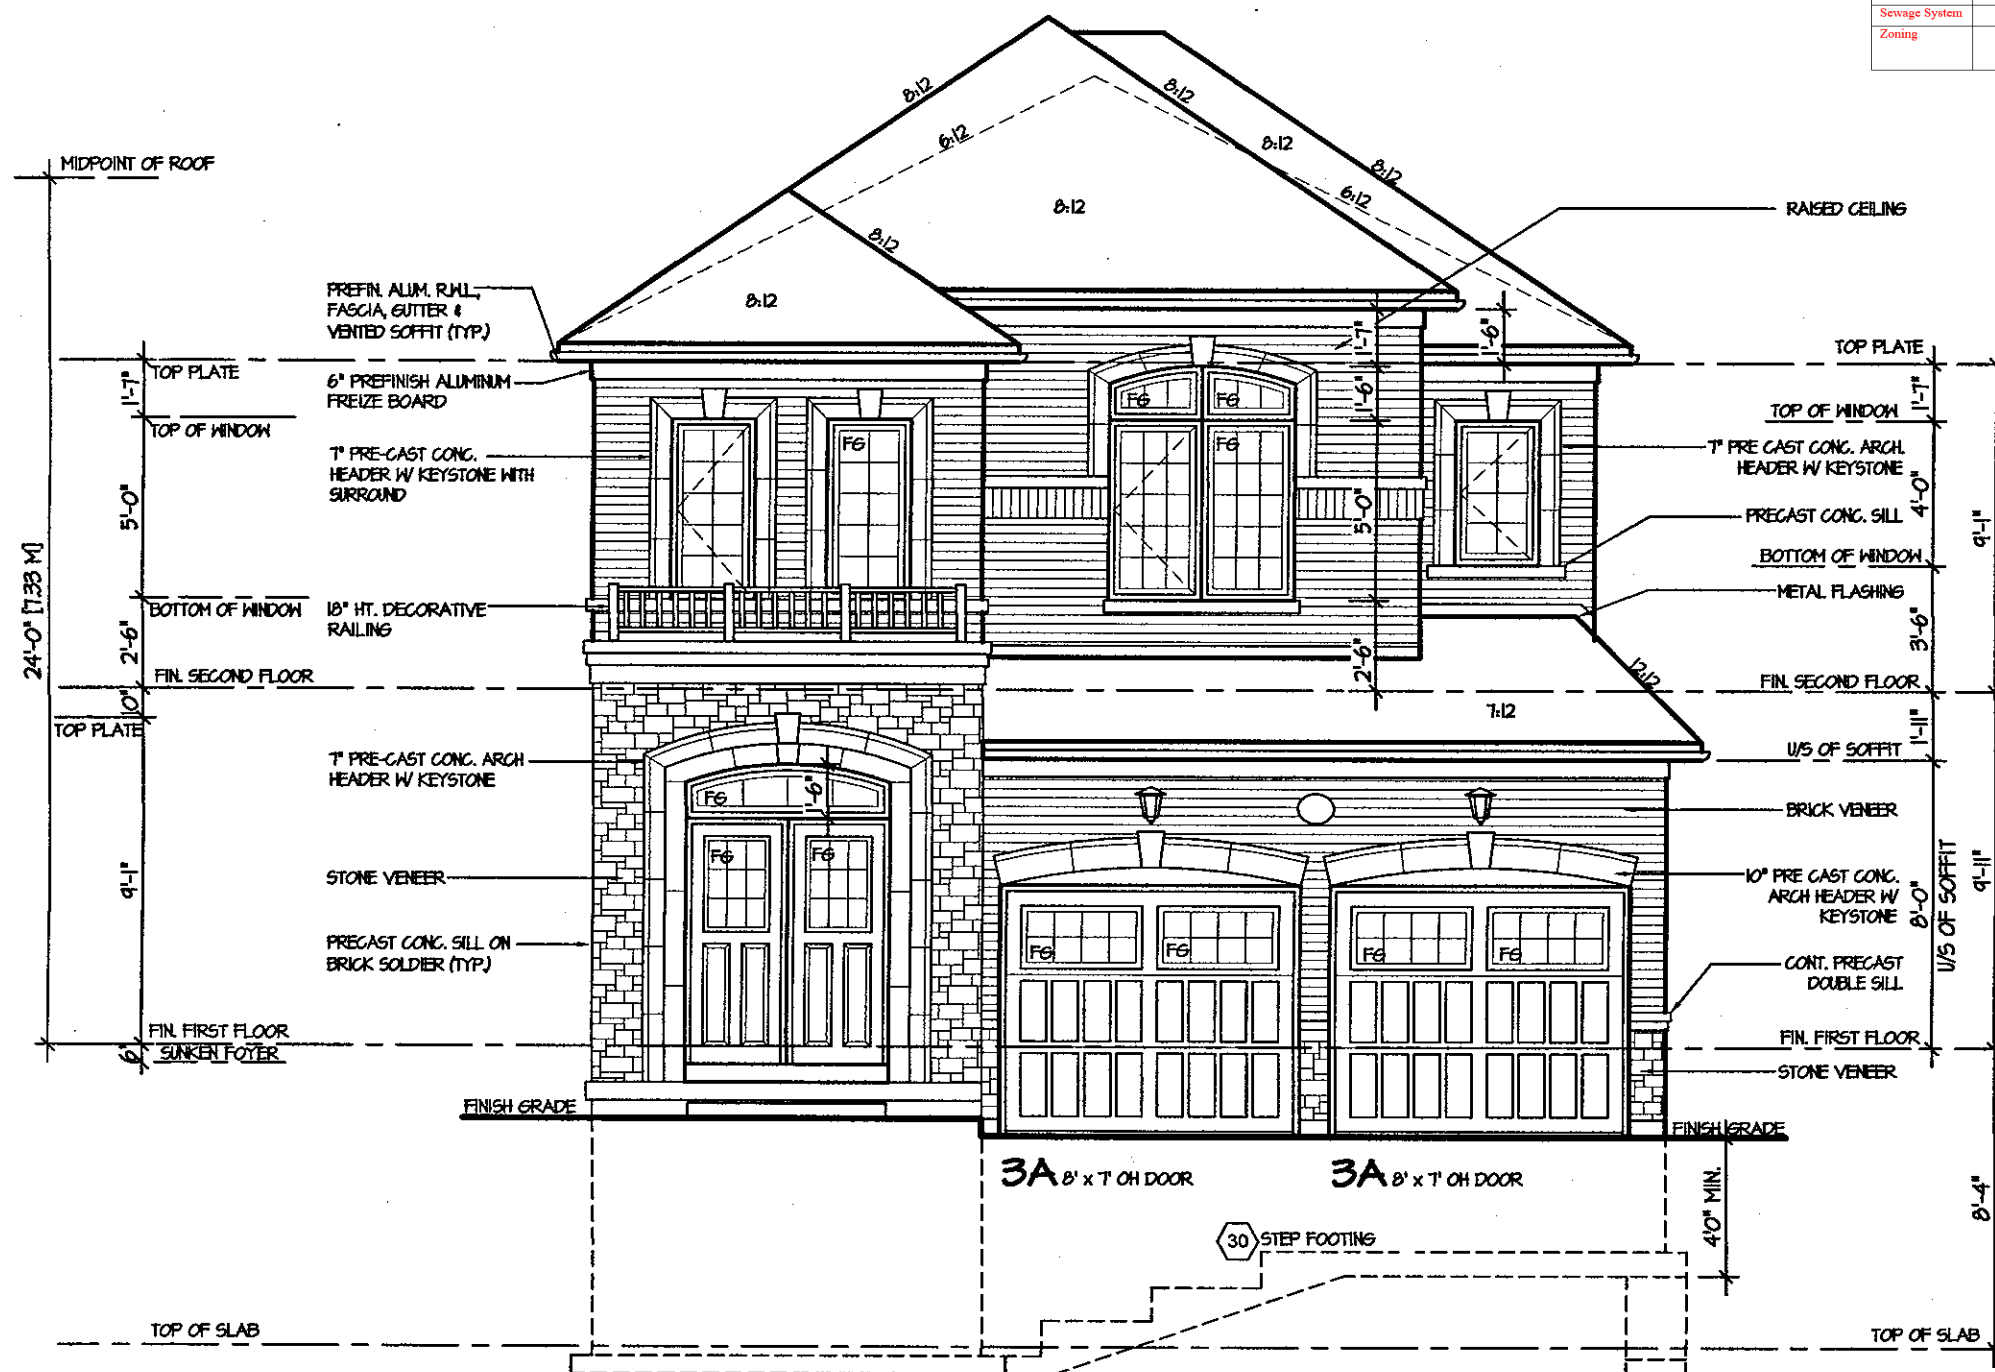 Sewage System
Zoning
8:12
8:12
6:12
8:12
8:12
6:12
MIDPOINT OF ROOF
8:12
RAISED CEILING
8:12
8:12
PREFIN. ALUM. R.W.L.,
FASCIA, GUTTER &
VENTED SOFFIT (TYP.)
1'-7"
1'-6"
TOP PLATE
TOP PLATE
1'-7"
6" PREFINISH ALUMINUM
FREIZE BOARD
1'-6"
FG
FG
1'-7"
TOP OF WINDOW
TOP OF WINDOW
FG
FG
7" PRE-CAST CONC.
HEADER W/ KEYSTONE WITH
SURROUND
7" PRE CAST CONC. ARCH.
HEADER W/ KEYSTONE
5'-0"
5'-0"
4'-0"
PRECAST CONC. SILL
9'-1"
BOTTOM OF WINDOW
24'-0" [7.33 M]
BOTTOM OF WINDOW
18" HT. DECORATIVE
RAILING
METAL FLASHING
2'-6"
2'-6"
3'-6"
FIN. SECOND FLOOR
12:12
FIN. SECOND FLOOR
10"
7:12
TOP PLATE
1'-11"
U/S OF SOFFIT
7" PRE-CAST CONC. ARCH
HEADER W/ KEYSTONE
FG
1'-6"
BRICK VENEER
FG
FG
9'-1"
STONE VENEER
10" PRE CAST CONC.
ARCH HEADER W/
KEYSTONE
8'-0"
U/S OF SOFFIT
9'-11"
PRECAST CONC. SILL ON
BRICK SOLDIER (TYP.)
FG
FG
FG
FG
CONT. PRECAST
DOUBLE SILL
FIN. FIRST FLOOR
SUNKEN FOYER
6"
FIN. FIRST FLOOR
STONE VENEER
FINISH GRADE
FINISH GRADE
3A 8' x 7' OH DOOR
3A 8' x 7' OH DOOR
4'0" MIN.
8'-4"
30 STEP FOOTING
TOP OF SLAB
TOP OF SLAB